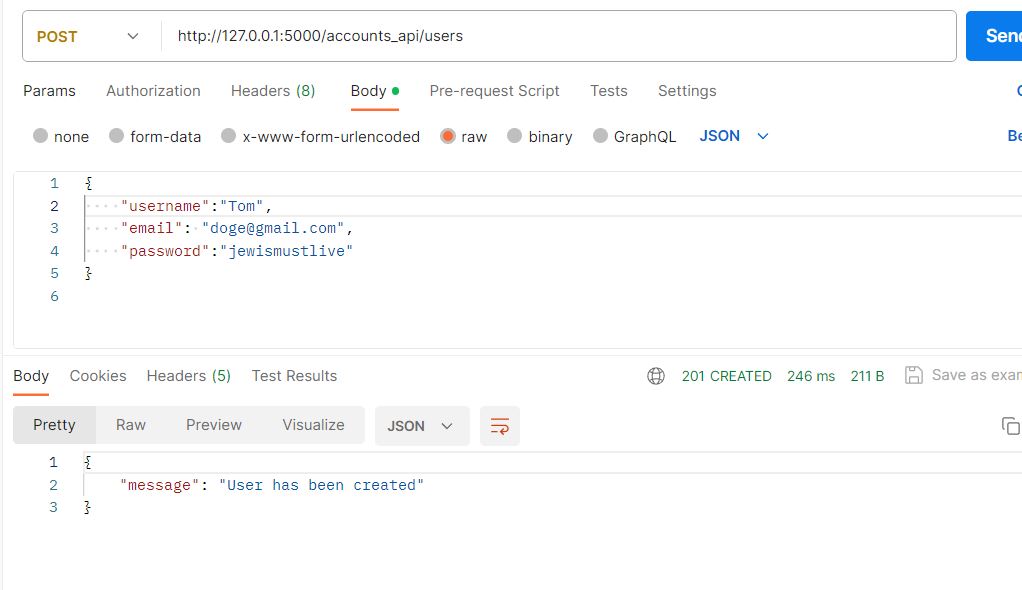 POST http://127.0.0.1:5000/accounts_api/users Send
Params Authorization Headers (8) Body Pre-request Script Tests Settings
none form-data x-www-form-urlencoded raw binary GraphQL JSON Be
1 {
2 "username":"Tom",
3 "email": "doge@gmail.com",
4 "password":"jewismustlive"
5 }
6
Body Cookies Headers (5) Test Results 201 CREATED 246 ms 211 B Save as exam
Pretty Raw Preview Visualize JSON
1 {
2 "message": "User has been created"
3 }